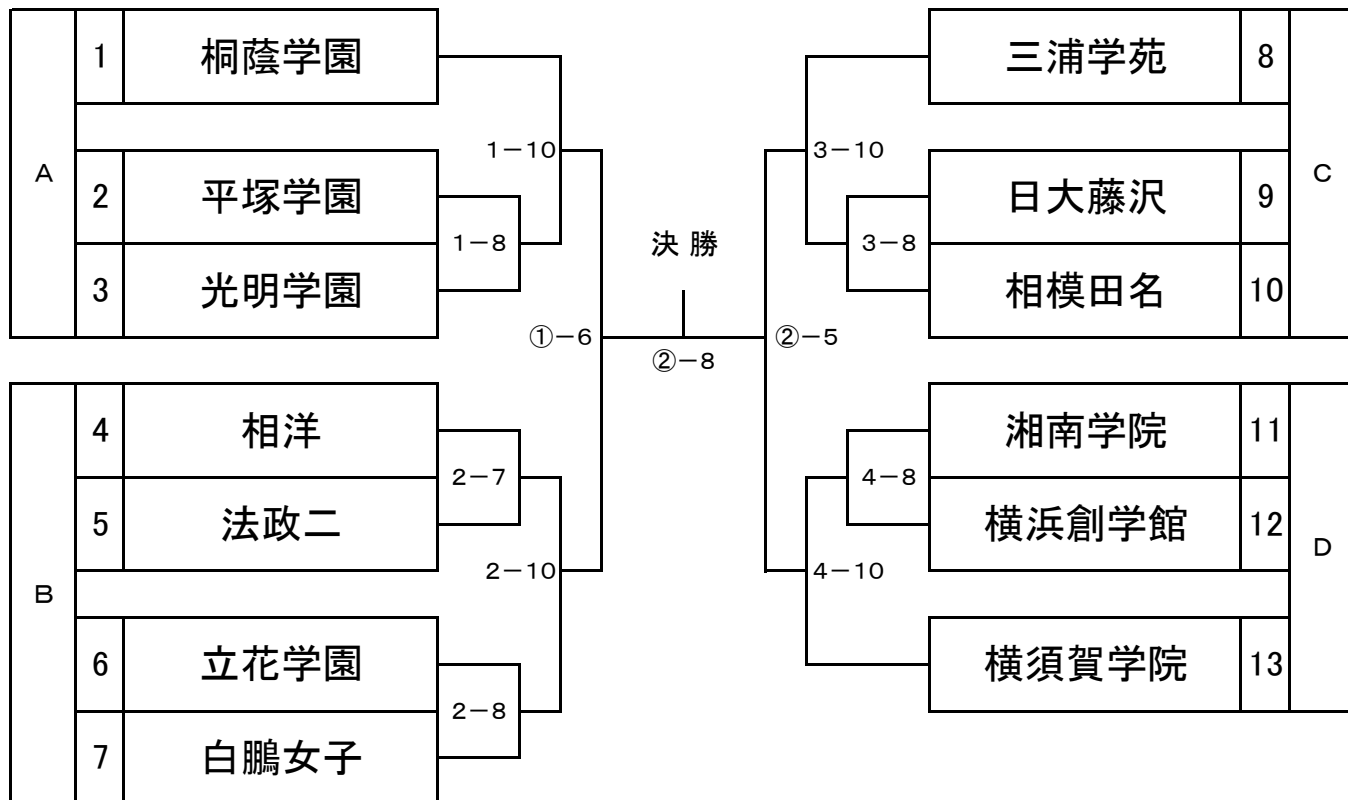 A
1 桐蔭学園
2 平塚学園
3 光明学園
1－10
1－8
B
4 相洋
5 法政二
6 立花学園
7 白鵬女子
2－7
2－10
2－8
①－6
決 勝
②－8
②－5
三浦学苑 8
日大藤沢 9
相模田名 10
C
3－10
3－8
湘南学院 11
横浜創学館 12
横須賀学院 13
D
4－8
4－10